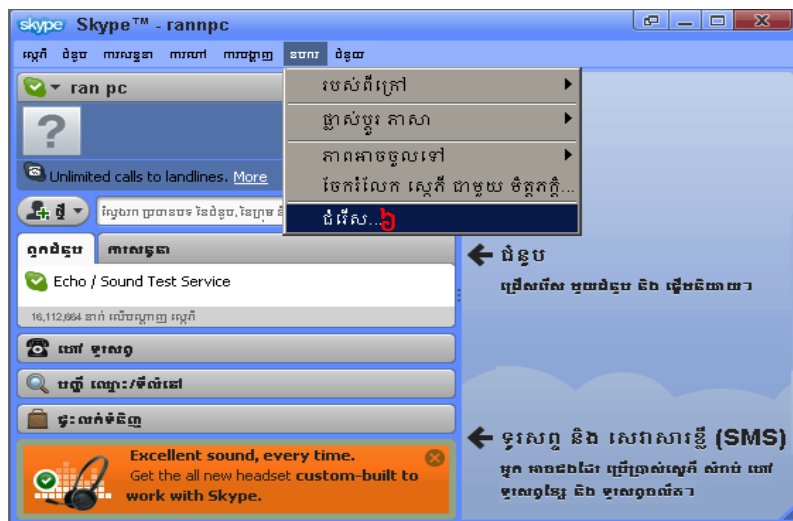 skype Skype™ - rannpc
ស្កេភី ជំនួប ការសន្ទនា ការហៅ ការបង្ហាញ ឧបករ ជំនួយ
ran pc
?
Unlimited calls to landlines. More
ថ្មី
របស់ពីក្រៅ
ផ្លាស់ប្ដូរ ភាសា
ភាពអាចចូលទៅ
ចែករំលែក ស្កេភី ជាមួយ មិត្តភក្ដិ...
ជំរើស...៦
ពួកជំនួប ការសន្ទនា
Echo / Sound Test Service
16,112,664 នាក់ លើបណ្ដាញ ស្កេភី
ហៅ ទូរសព្ទ
បញ្ជី ឈ្មោះ/ទីលំនៅ
ជួ:លក់ទំនិញ
Excellent sound, every time.
Get the all new headset custom-built to
work with Skype.
ជំនួប
ជ្រើសរើស មួយជំនួប និង ផ្ដើមនិយាយ។
ទូរសព្ទ និង សេវាសារខ្លី (SMS)
អ្នក អាចផងដែរ ប្រើប្រាស់ស្កេភី សំរាប់ ហៅ
ទូរសព្ទខ្សែ និង ទូរសព្ទចល័ត។